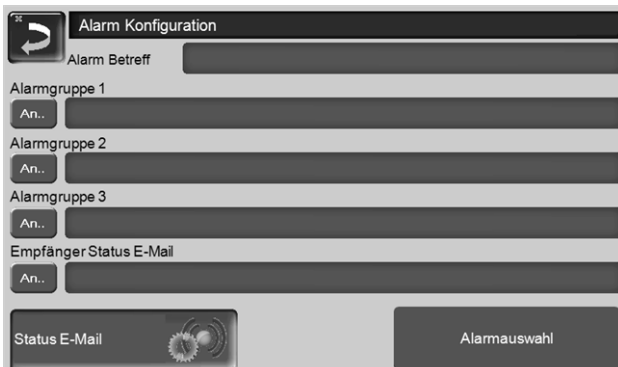 Alarm Konfiguration
Alarm Betreff
Alarmgruppe 1
An..
Alarmgruppe 2
An..
Alarmgruppe 3
An..
Empfänger Status E-Mail
An..
Status E-Mail
Alarmauswahl